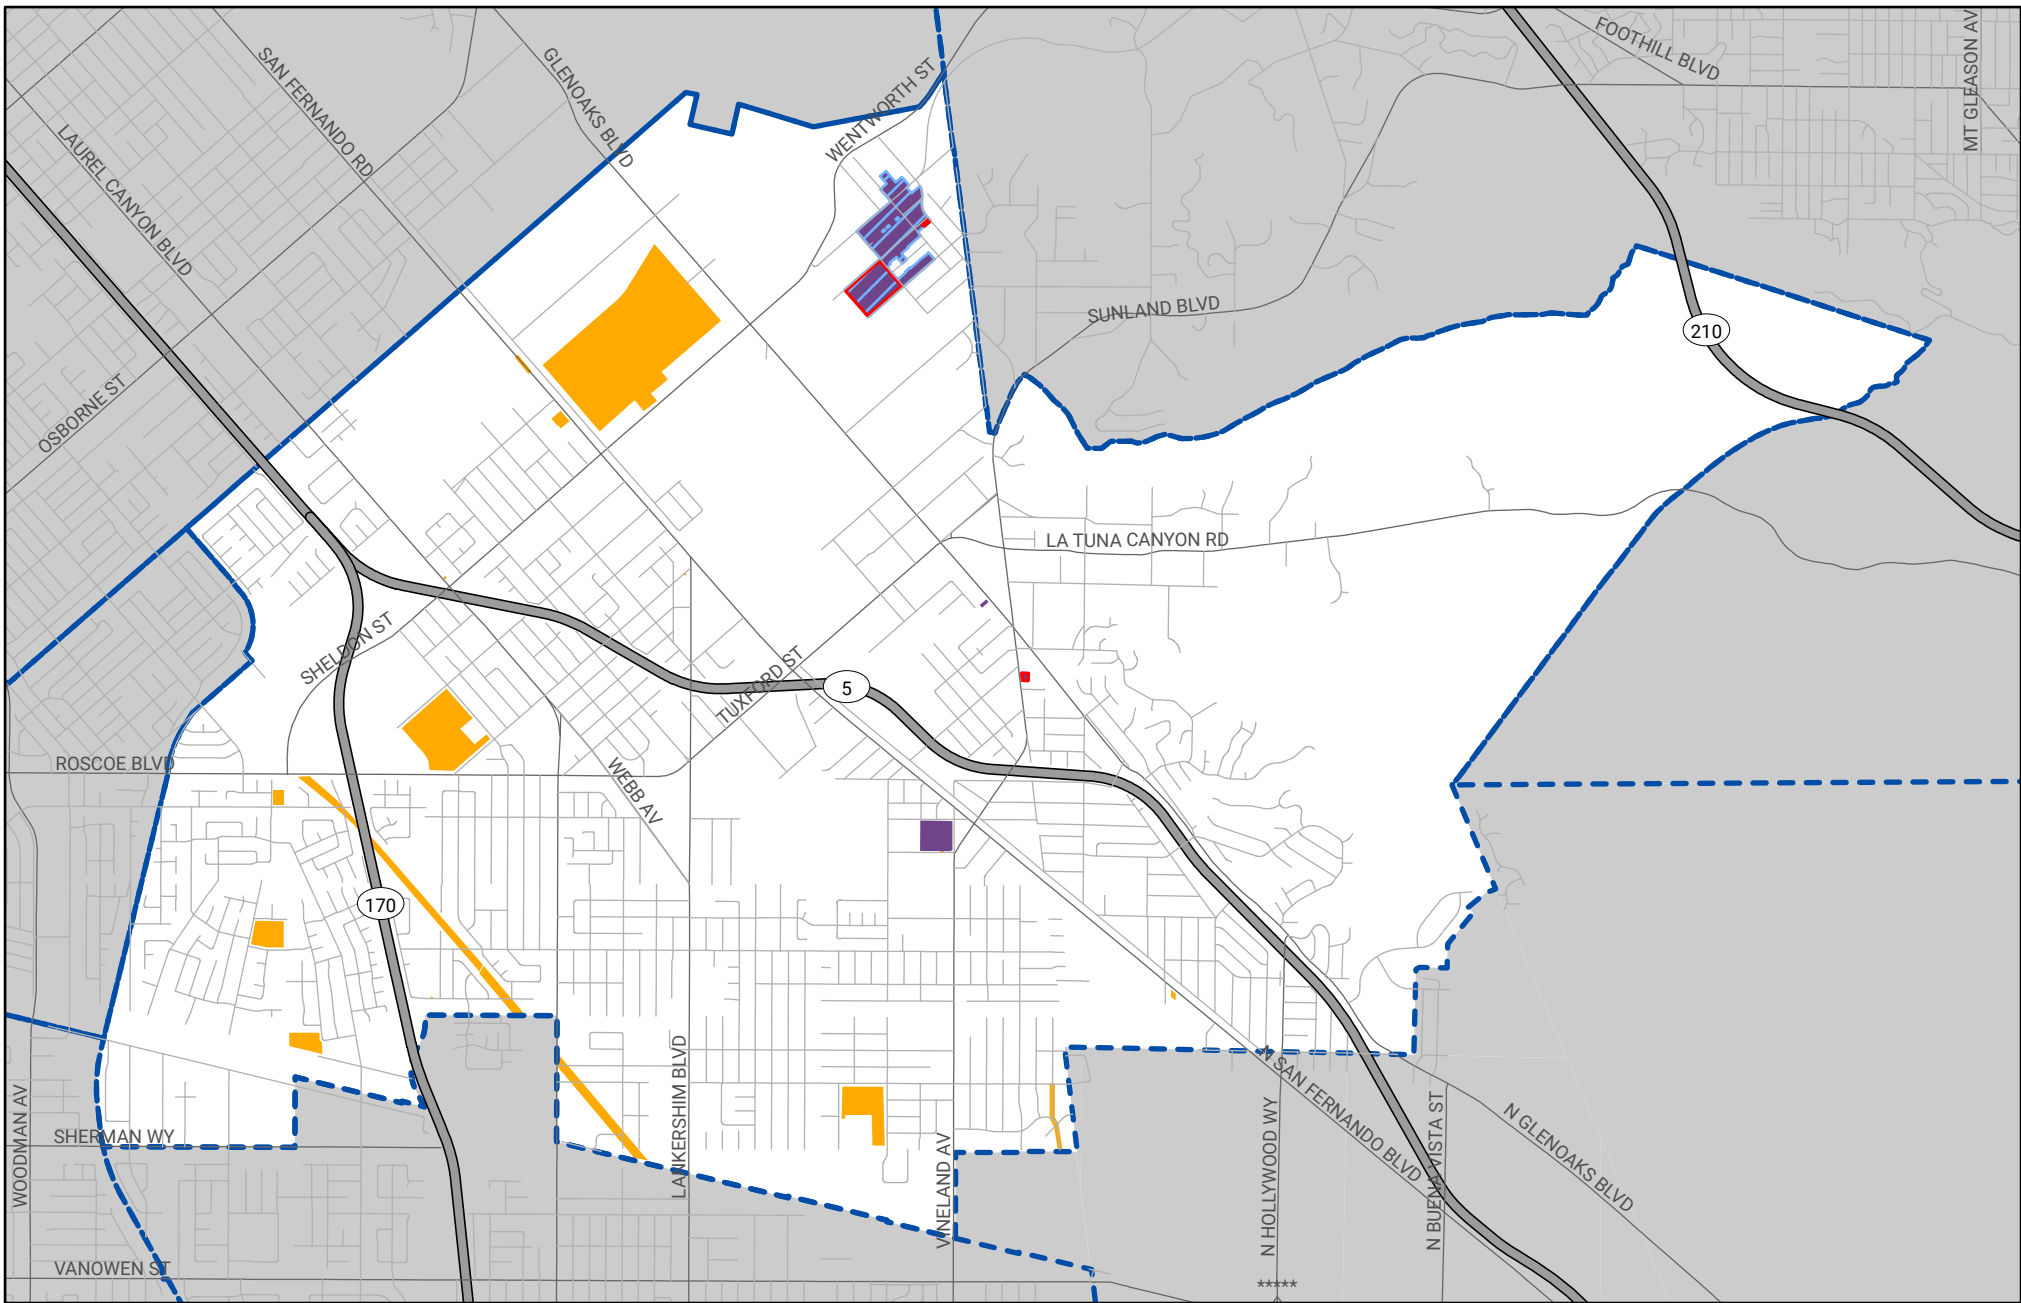 FOOTHILL BLVD
MT GLEASON AV
SAN FERNANDO RD
GLENOAKS BLVD
WENTWORTH ST
LAUREL CANYON BLVD
SUNLAND BLVD
210
OSBORNE ST
LA TUNA CANYON RD
SHELDON ST
TUXFORD ST
5
ROSCOE BLVD
WEBB AV
170
LANKERSHIM BLVD
N SAN FERNANDO BLVD
WOODMAN AV
SHERMAN WY
VINELAND AV
N HOLLYWOOD WY
N BUENA VISTA ST
N GLENOAKS BLVD
VANOWEN ST
*****